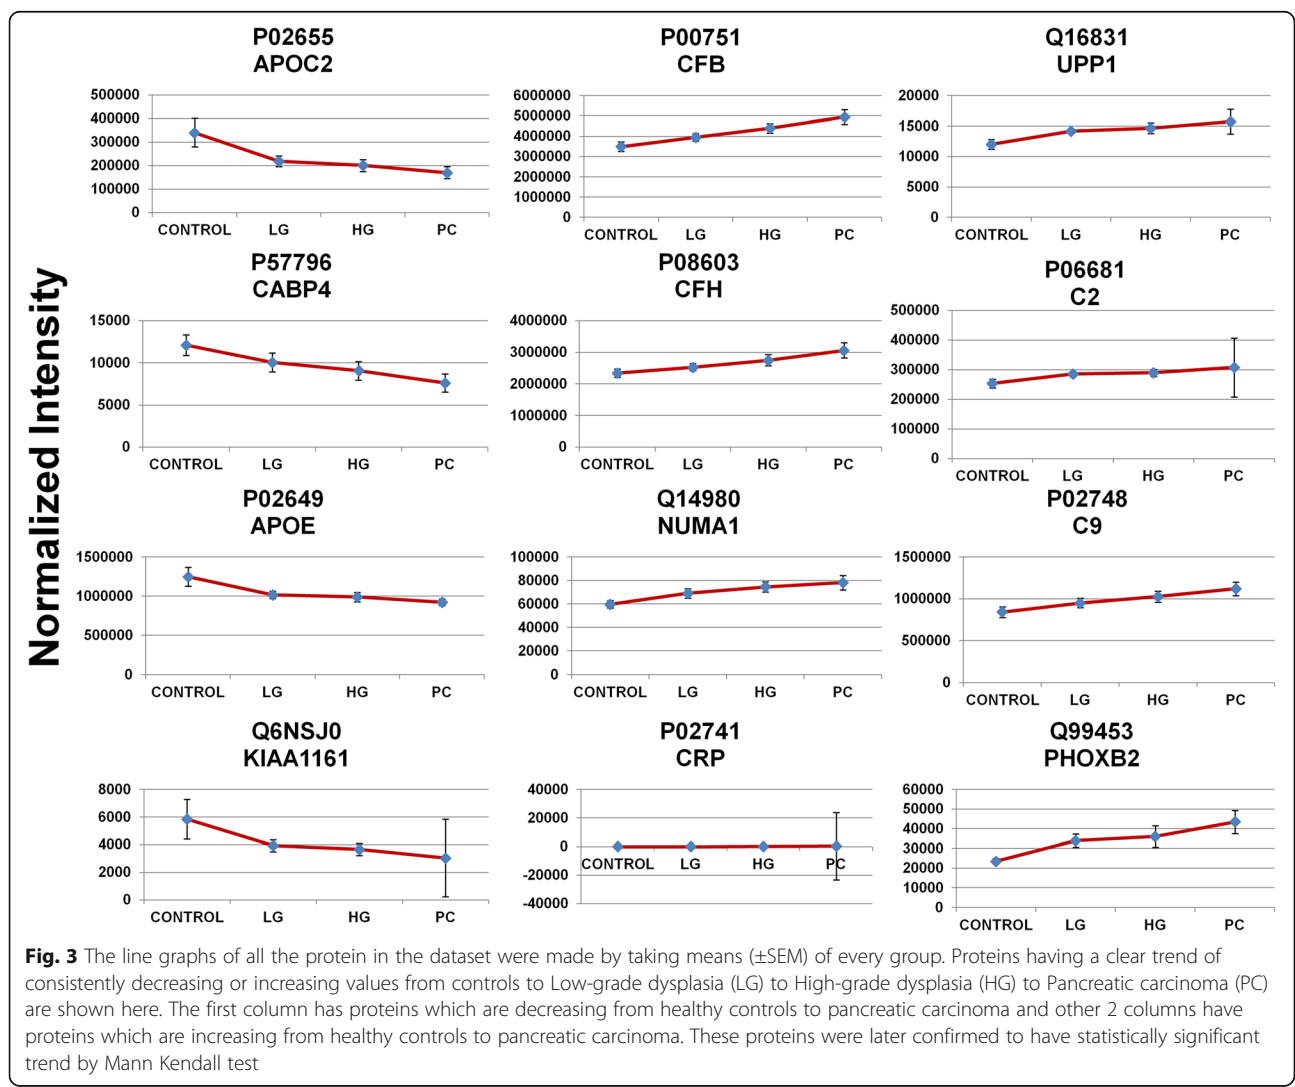 P02655
APOC2
500000
400000
300000
200000
100000
0
CONTROL LG HG PC
P00751
CFB
6000000
5000000
4000000
3000000
2000000
1000000
0
CONTROL LG HG PC
Q16831
UPP1
20000
15000
10000
5000
0
CONTROL LG HG PC
Normalized Intensity
P57796
CABP4
15000
10000
5000
0
CONTROL LG HG PC
P08603
CFH
4000000
3000000
2000000
1000000
0
CONTROL LG HG PC
P06681
C2
500000
400000
300000
200000
100000
0
CONTROL LG HG PC
P02649
APOE
1500000
1000000
500000
0
CONTROL LG HG PC
Q14980
NUMA1
100000
80000
60000
40000
20000
0
CONTROL LG HG PC
P02748
C9
1500000
1000000
500000
0
CONTROL LG HG PC
Q6NSJ0
KIAA1161
8000
6000
4000
2000
0
CONTROL LG HG PC
P02741
CRP
40000
20000
0
-20000
-40000
CONTROL LG HG PC
Q99453
PHOXB2
60000
50000
40000
30000
20000
10000
0
CONTROL LG HG PC
Fig. 3 The line graphs of all the protein in the dataset were made by taking means (±SEM) of every group. Proteins having a clear trend of
consistently decreasing or increasing values from controls to Low-grade dysplasia (LG) to High-grade dysplasia (HG) to Pancreatic carcinoma (PC)
are shown here. The first column has proteins which are decreasing from healthy controls to pancreatic carcinoma and other 2 columns have
proteins which are increasing from healthy controls to pancreatic carcinoma. These proteins were later confirmed to have statistically significant
trend by Mann Kendall test